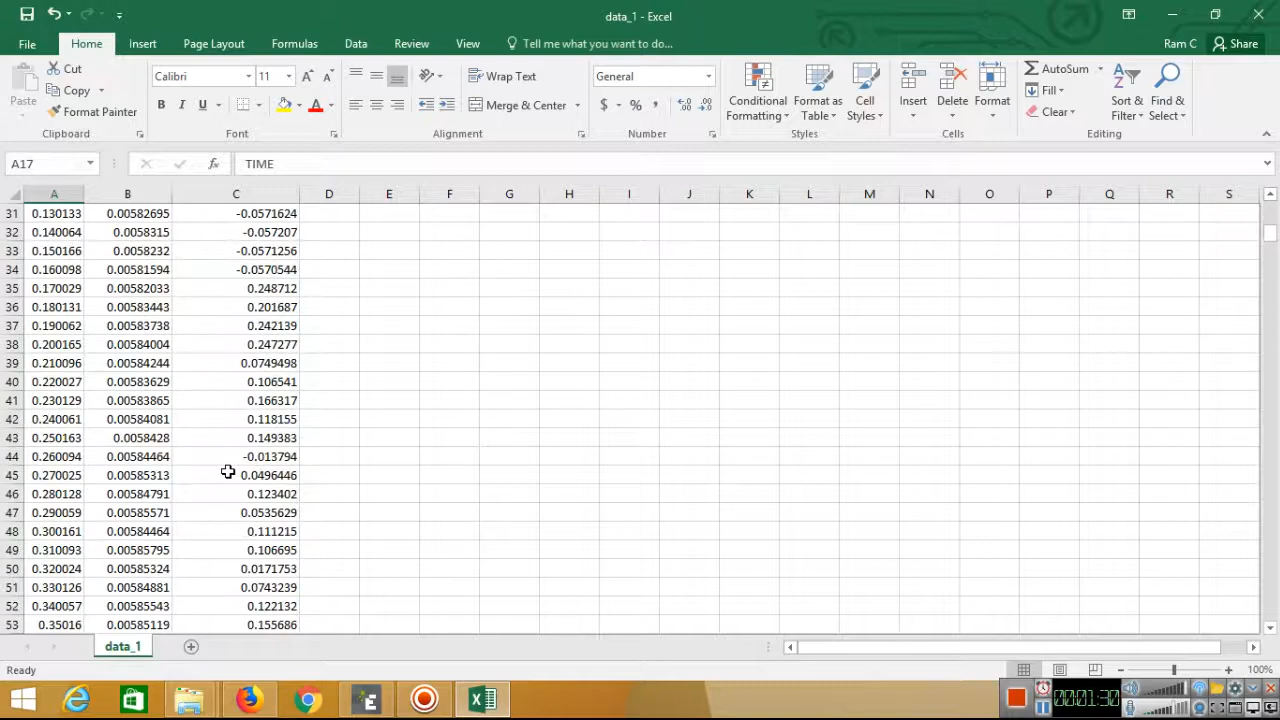 data_1 - Excel
File Home Insert Page Layout Formulas Data Review View Tell me what you want to do... Ram C Share
Paste Cut Copy Format Painter
Calibri 11
B I U A
Wrap Text
Merge & Center
General
$ % ,
Conditional Formatting Format as Table Cell Styles
Insert Delete Format
AutoSum Fill Clear
Sort & Filter Find & Select
Clipboard Font Alignment Number Styles Cells Editing
A17 fx TIME
A B C D E F G H I J K L M N O P Q R S
31 0.130133 0.00582695 -0.0571624
32 0.140064 0.0058315 -0.057207
33 0.150166 0.0058232 -0.0571256
34 0.160098 0.00581594 -0.0570544
35 0.170029 0.00582033 0.248712
36 0.180131 0.00583443 0.201687
37 0.190062 0.00583738 0.242139
38 0.200165 0.00584004 0.247277
39 0.210096 0.00584244 0.0749498
40 0.220027 0.00583629 0.106541
41 0.230129 0.00583865 0.166317
42 0.240061 0.00584081 0.118155
43 0.250163 0.0058428 0.149383
44 0.260094 0.00584464 -0.013794
45 0.270025 0.00585313 0.0496446
46 0.280128 0.00584791 0.123402
47 0.290059 0.00585571 0.0535629
48 0.300161 0.00584464 0.111215
49 0.310093 0.00585795 0.106695
50 0.320024 0.00585324 0.0171753
51 0.330126 0.00584881 0.0743239
52 0.340057 0.00585543 0.122132
53 0.35016 0.00585119 0.155686
data_1
Ready 100%
00:01:30